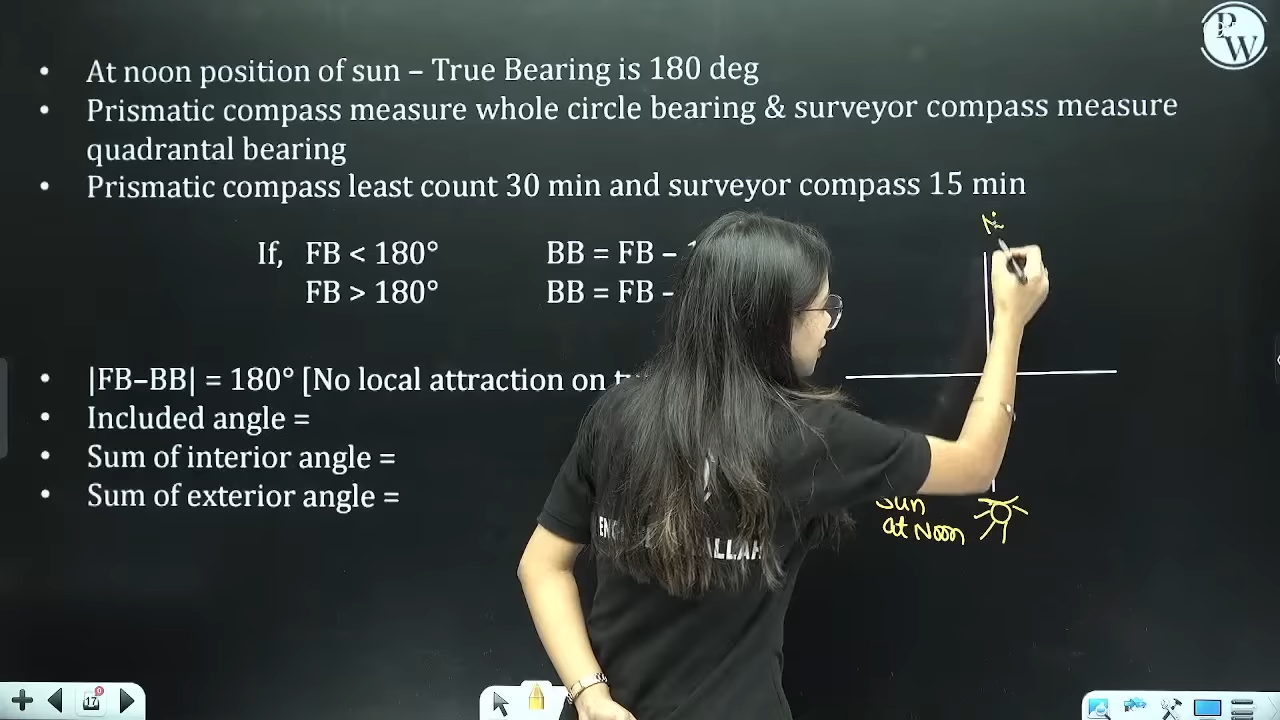 PW
• At noon position of sun – True Bearing is 180 deg
• Prismatic compass measure whole circle bearing & surveyor compass measure
quadrantal bearing
• Prismatic compass least count 30 min and surveyor compass 15 min
N
If, FB < 180° BB = FB –
FB > 180° BB = FB -
• |FB–BB| = 180° [No local attraction on
• Included angle =
• Sum of interior angle =
• Sum of exterior angle =
Sun
at Noon
17